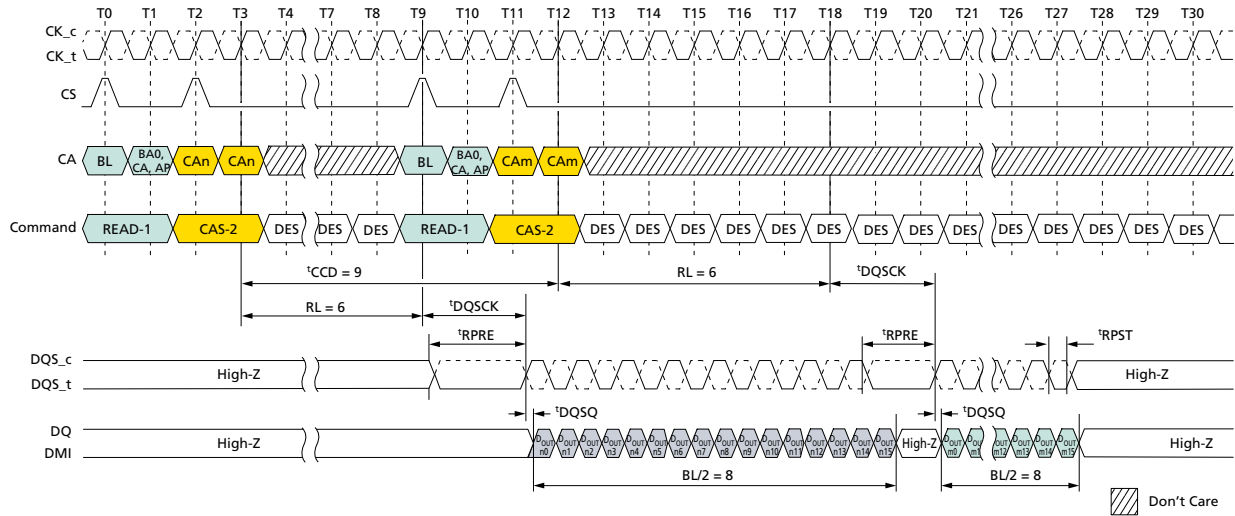 T0 T1 T2 T3 T4 T7 T8 T9 T10 T11 T12 T13 T14 T15 T16 T17 T18 T19 T20 T21 T26 T27 T28 T29 T30
CK_c
CK_t
CS
CA BL BA0, CA, AP CAn CAn BL BA0, CA, AP CAm CAm
Command READ-1 CAS-2 DES DES DES READ-1 CAS-2 DES DES DES DES DES DES DES DES DES DES DES DES DES DES
tCCD = 9 RL = 6 tDQSCK
RL = 6 tDQSCK
tRPRE tRPRE tRPST
DQS_c
DQS_t
High-Z High-Z
tDQSQ tDQSQ
DQ
DMI
High-Z DOUT n0 DOUT n1 DOUT n2 DOUT n3 DOUT n4 DOUT n5 DOUT n6 DOUT n7 DOUT n8 DOUT n9 DOUT n10 DOUT n11 DOUT n12 DOUT n13 DOUT n14 DOUT n15 High-Z DOUT m0 DOUT m1 DOUT m12 DOUT m13 DOUT m14 DOUT m15 High-Z
BL/2 = 8 BL/2 = 8
Don't Care